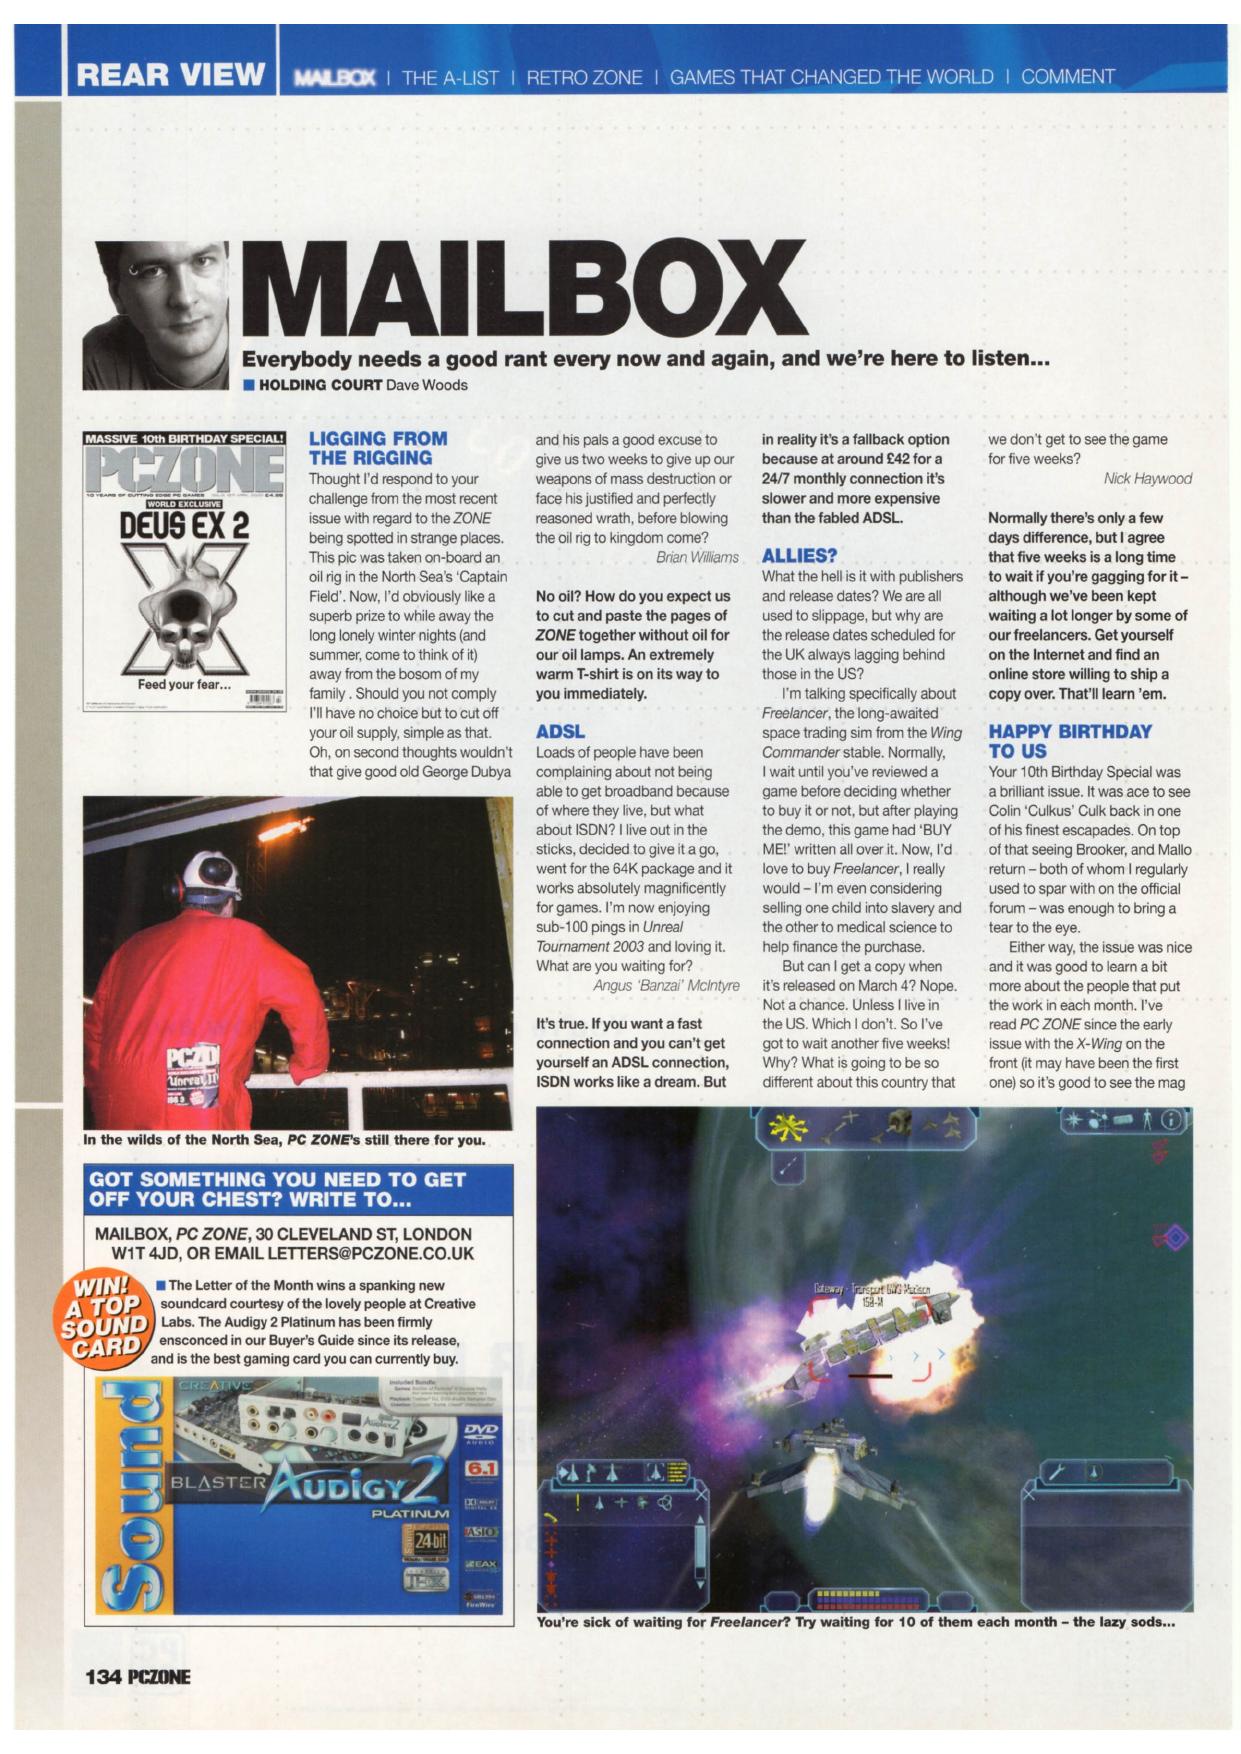 REAR VIEW
MAILBOX | THE A-LIST | RETRO ZONE | GAMES THAT CHANGED THE WORLD | COMMENT
MAILBOX
Everybody needs a good rant every now and again, and we're here to listen...
HOLDING COURT Dave Woods
MASSIVE 10th BIRTHDAY SPECIAL!
PCZONE
10 YEARS OF CUTTING EDGE PC GAMES
WORLD EXCLUSIVE
DEUS EX 2
Feed your fear...
LIGGING FROM
THE RIGGING
Thought I'd respond to your
challenge from the most recent
issue with regard to the ZONE
being spotted in strange places.
This pic was taken on-board an
oil rig in the North Sea's 'Captain
Field'. Now, I'd obviously like a
superb prize to while away the
long lonely winter nights (and
summer, come to think of it)
away from the bosom of my
family . Should you not comply
I'll have no choice but to cut off
your oil supply, simple as that.
Oh, on second thoughts wouldn't
that give good old George Dubya
and his pals a good excuse to
give us two weeks to give up our
weapons of mass destruction or
face his justified and perfectly
reasoned wrath, before blowing
the oil rig to kingdom come?
Brian Williams
No oil? How do you expect us
to cut and paste the pages of
ZONE together without oil for
our oil lamps. An extremely
warm T-shirt is on its way to
you immediately.
ADSL
Loads of people have been
complaining about not being
able to get broadband because
of where they live, but what
about ISDN? I live out in the
sticks, decided to give it a go,
went for the 64K package and it
works absolutely magnificently
for games. I'm now enjoying
sub-100 pings in Unreal
Tournament 2003 and loving it.
What are you waiting for?
Angus 'Banzai' McIntyre
It's true. If you want a fast
connection and you can't get
yourself an ADSL connection,
ISDN works like a dream. But
in reality it's a fallback option
because at around £42 for a
24/7 monthly connection it's
slower and more expensive
than the fabled ADSL.
ALLIES?
What the hell is it with publishers
and release dates? We are all
used to slippage, but why are
the release dates scheduled for
the UK always lagging behind
those in the US?
I'm talking specifically about
Freelancer, the long-awaited
space trading sim from the Wing
Commander stable. Normally,
I wait until you've reviewed a
game before deciding whether
to buy it or not, but after playing
the demo, this game had 'BUY
ME!' written all over it. Now, I'd
love to buy Freelancer, I really
would – I'm even considering
selling one child into slavery and
the other to medical science to
help finance the purchase.
But can I get a copy when
it's released on March 4? Nope.
Not a chance. Unless I live in
the US. Which I don't. So I've
got to wait another five weeks!
Why? What is going to be so
different about this country that
we don't get to see the game
for five weeks?
Nick Haywood
Normally there's only a few
days difference, but I agree
that five weeks is a long time
to wait if you're gagging for it –
although we've been kept
waiting a lot longer by some of
our freelancers. Get yourself
on the Internet and find an
online store willing to ship a
copy over. That'll learn 'em.
HAPPY BIRTHDAY
TO US
Your 10th Birthday Special was
a brilliant issue. It was ace to see
Colin 'Culkus' Culk back in one
of his finest escapades. On top
of that seeing Brooker, and Mallo
return – both of whom I regularly
used to spar with on the official
forum – was enough to bring a
tear to the eye.
Either way, the issue was nice
and it was good to learn a bit
more about the people that put
the work in each month. I've
read PC ZONE since the early
issue with the X-Wing on the
front (it may have been the first
one) so it's good to see the mag
In the wilds of the North Sea, PC ZONE's still there for you.
GOT SOMETHING YOU NEED TO GET
OFF YOUR CHEST? WRITE TO...
MAILBOX, PC ZONE, 30 CLEVELAND ST, LONDON
W1T 4JD, OR EMAIL LETTERS@PCZONE.CO.UK
WIN!
A TOP
SOUND
CARD
The Letter of the Month wins a spanking new
soundcard courtesy of the lovely people at Creative
Labs. The Audigy 2 Platinum has been firmly
ensconced in our Buyer's Guide since its release,
and is the best gaming card you can currently buy.
Sound
CREATIVE
Included Bundle:
BLASTER AUDIGY 2
PLATINUM
DVD
AUDIO
6.1
24bit
THX
ASIO
EAX
FireWire
Gateway - Transport
You're sick of waiting for Freelancer? Try waiting for 10 of them each month – the lazy sods...
134 PCZONE